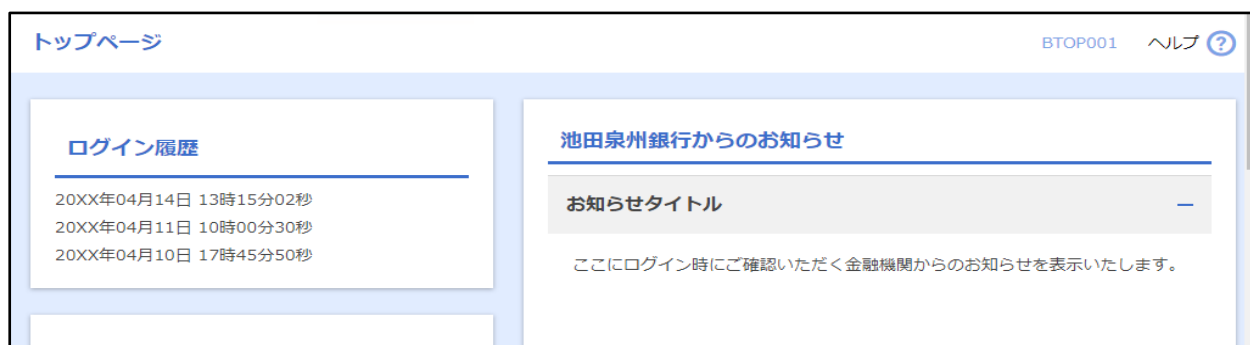 トップページ
BTOP001 ヘルプ ?
ログイン履歴
20XX年04月14日 13時15分02秒
20XX年04月11日 10時00分30秒
20XX年04月10日 17時45分50秒
池田泉州銀行からのお知らせ
お知らせタイトル
ここにログイン時にご確認いただく金融機関からのお知らせを表示いたします。